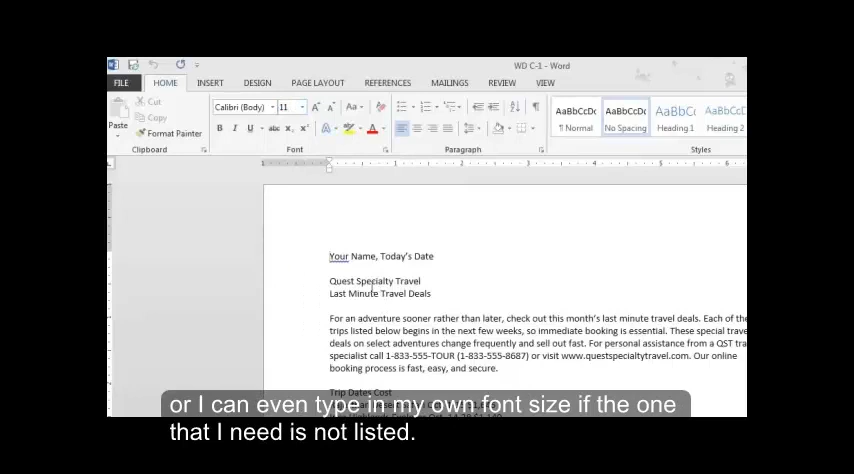 WD C-1 - Word
FILE HOME INSERT DESIGN PAGE LAYOUT REFERENCES MAILINGS REVIEW VIEW
Paste
Cut
Copy
Format Painter
Calibri (Body) 11
AaBbCcDc AaBbCcDc AaBbCc AaBbCcD
¶ Normal No Spacing Heading 1 Heading 2
Clipboard Font Paragraph Styles
Your Name, Today's Date
Quest Specialty Travel
Last Minute Travel Deals
For an adventure sooner rather than later, check out this month's last minute travel deals. Each of the
trips listed below begins in the next few weeks, so immediate booking is essential. These special trave
deals on select adventures change frequently and sell out fast. For personal assistance from a QST tra
specialist call 1-833-555-TOUR (1-833-555-8687) or visit www.questspecialtytravel.com. Our online
booking process is fast, easy, and secure.
Trip Dates Cost
or I can even type in my own font size if the one
that I need is not listed.